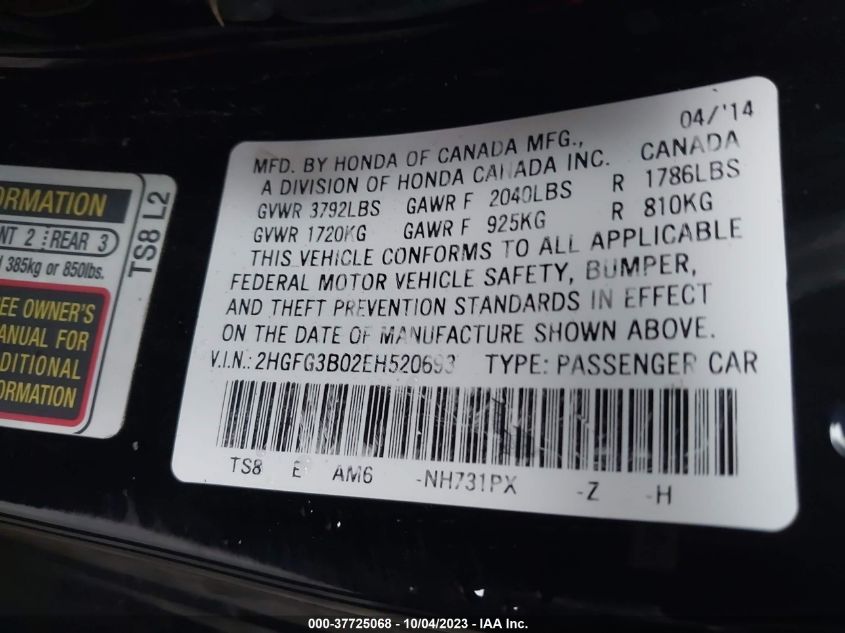 ORMATION
NT 2 REAR 3
385kg or 850lbs.
EE OWNER'S
ANUAL FOR
DITIONAL
ORMATION
TS8 L2
04/'14
MFD. BY HONDA OF CANADA MFG.,
A DIVISION OF HONDA CANADA INC. CANADA
GVWR 3792LBS GAWR F 2040LBS R 1786LBS
GVWR 1720KG GAWR F 925KG R 810KG
THIS VEHICLE CONFORMS TO ALL APPLICABLE
FEDERAL MOTOR VEHICLE SAFETY, BUMPER,
AND THEFT PREVENTION STANDARDS IN EFFECT
ON THE DATE OF MANUFACTURE SHOWN ABOVE.
V.I.N.: 2HGFG3B02EH520693 TYPE: PASSENGER CAR
TS8 E AM6 -NH731PX -Z -H
000-37725068 - 10/04/2023 - IAA Inc.